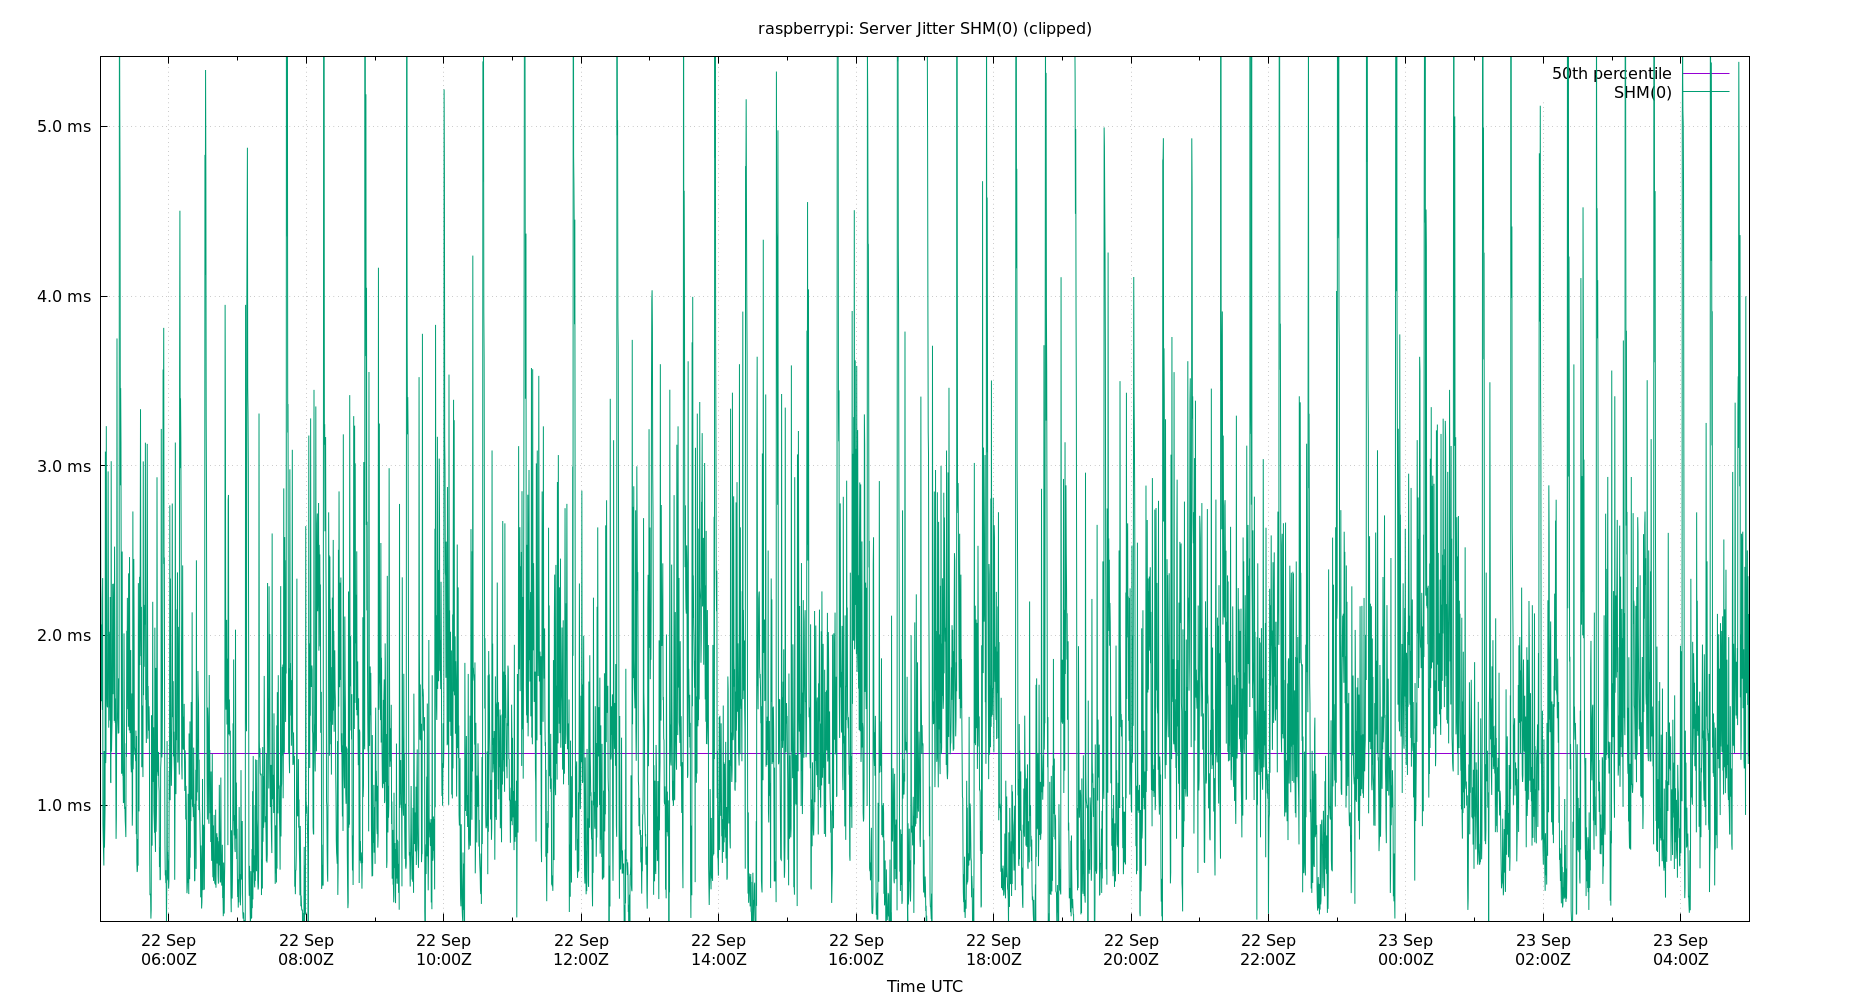 raspberrypi: Server Jitter SHM(0) (clipped)
50th percentile
SHM(0)
5.0 ms
4.0 ms
3.0 ms
2.0 ms
1.0 ms
22 Sep 22 Sep 22 Sep 22 Sep 22 Sep 22 Sep 22 Sep 22 Sep 22 Sep 23 Sep 23 Sep 23 Sep
06:00Z 08:00Z 10:00Z 12:00Z 14:00Z 16:00Z 18:00Z 20:00Z 22:00Z 00:00Z 02:00Z 04:00Z
Time UTC